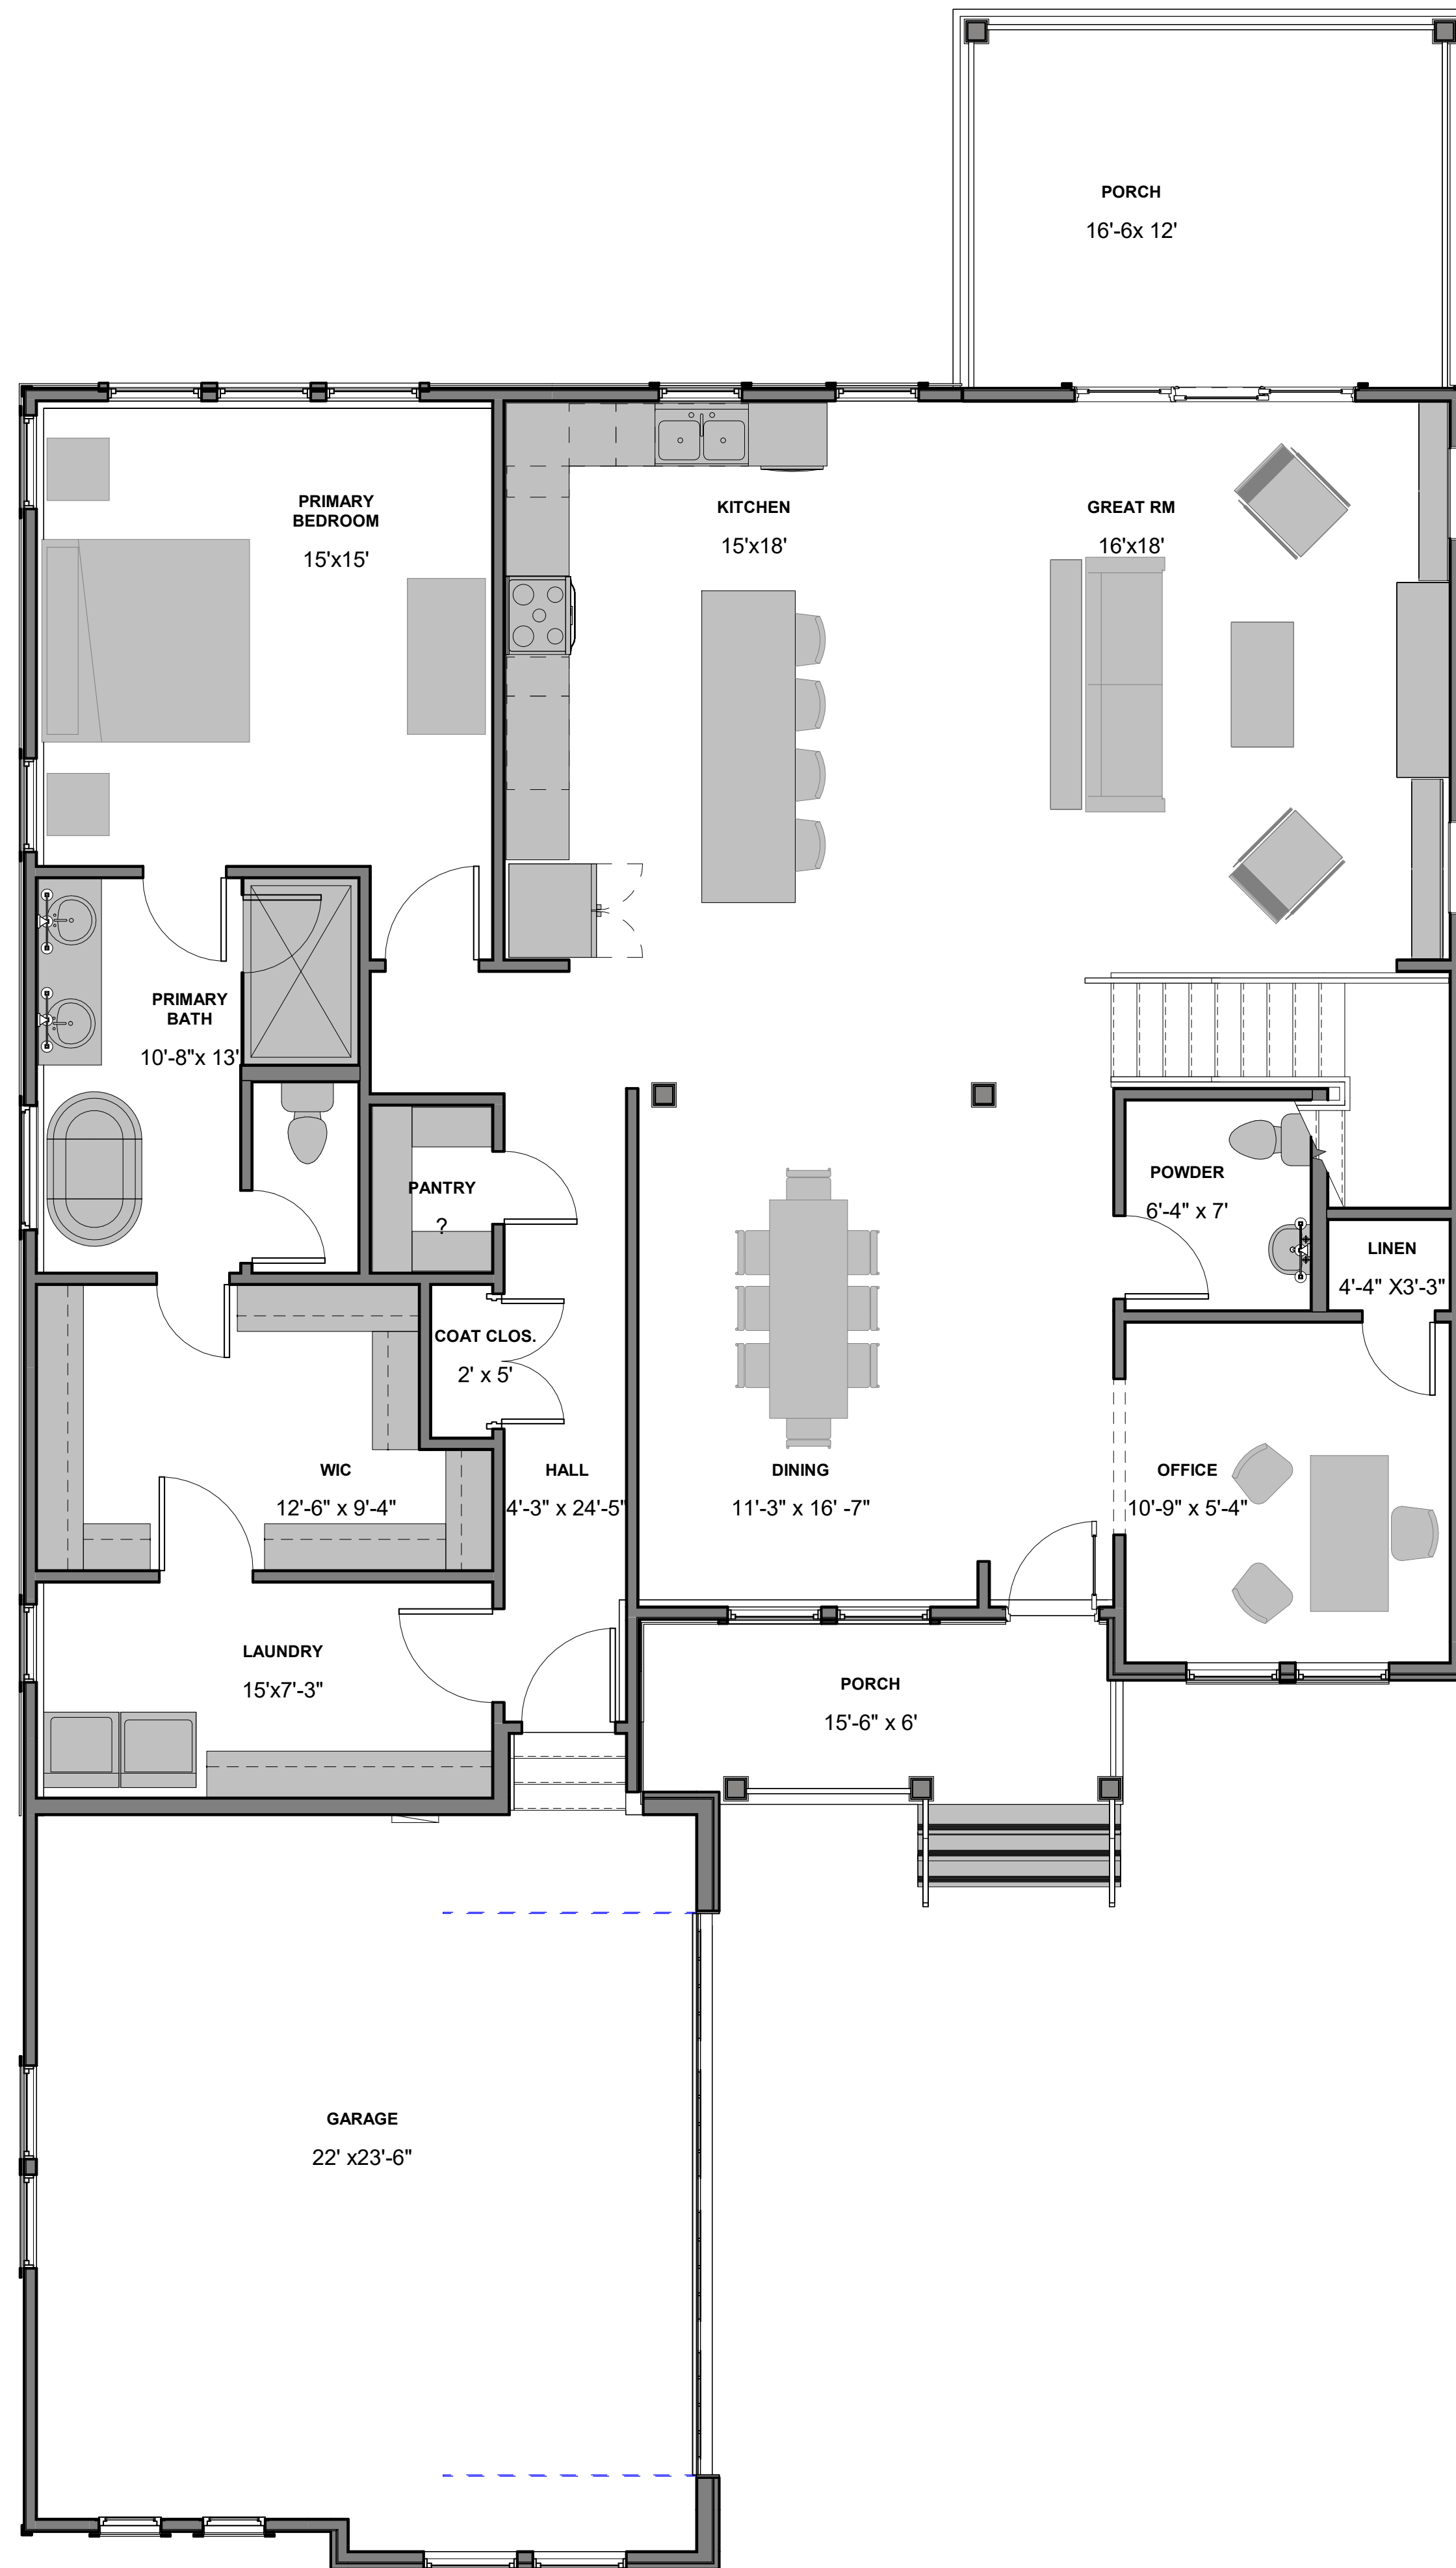 PORCH
16'-6x 12'
PRIMARY
BEDROOM
15'x15'
KITCHEN
15'x18'
GREAT RM
16'x18'
PRIMARY
BATH
10'-8"x 13'
PANTRY
?
POWDER
6'-4" x 7'
LINEN
4'-4" X3'-3"
COAT CLOS.
2' x 5'
WIC
12'-6" x 9'-4"
HALL
4'-3" x 24'-5"
DINING
11'-3" x 16' -7"
OFFICE
10'-9" x 5'-4"
LAUNDRY
15'x7'-3"
PORCH
15'-6" x 6'
GARAGE
22' x23'-6"